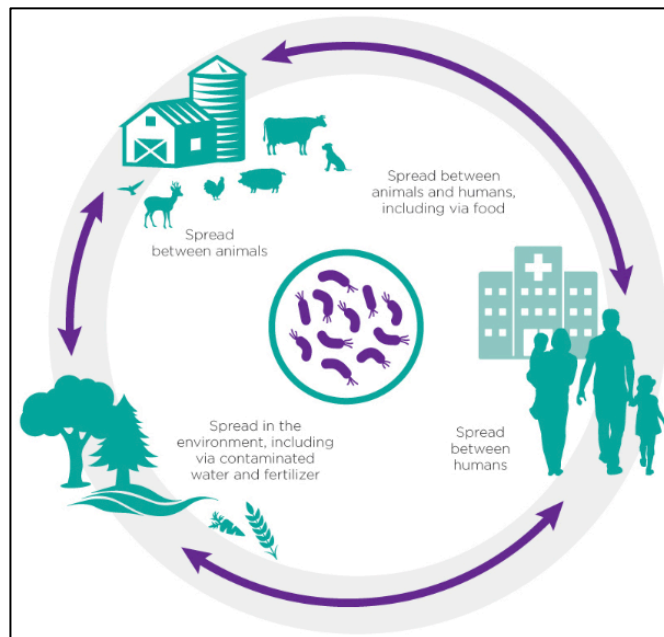 Spread between
animals and humans,
including via food
Spread
between animals
Spread in the
environment, including
via contaminated
water and fertilizer
Spread
between
humans